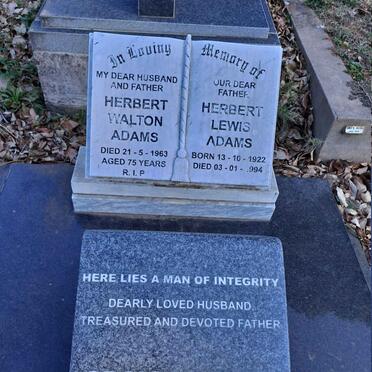 In Loving Memory of
MY DEAR HUSBAND
AND FATHER
HERBERT
WALTON
ADAMS
DIED 21-5-1963
AGED 75 YEARS
R.I.P
OUR DEAR
FATHER
HERBERT
LEWIS
ADAMS
BORN 13-10-1922
DIED 03-01-1994
HERE LIES A MAN OF INTEGRITY
DEARLY LOVED HUSBAND
TREASURED AND DEVOTED FATHER